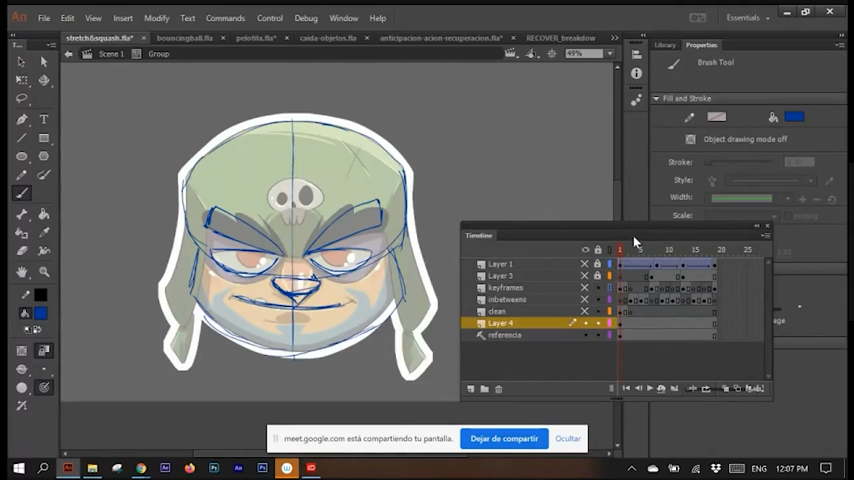 An File Edit View Insert Modify Text Commands Control Debug Window Help Essentials
stretch&squash.fla* × bouncingball.fla × pelotita.fla* × caida-objetos.fla × anticipacion-acion-recuperacion.fla* × RECOVER_breakdow
Scene 1 Group 49%
Library Properties
Brush Tool
Fill and Stroke
Object drawing mode off
Stroke:
Style:
Width:
Scale:
Timeline
1 5 10 15 20 25 30
Layer 1
Layer 3
keyframes
inbetweens
clean
Layer 4
referencia
meet.google.com está compartiendo tu pantalla. Dejar de compartir Ocultar
ENG 12:07 PM